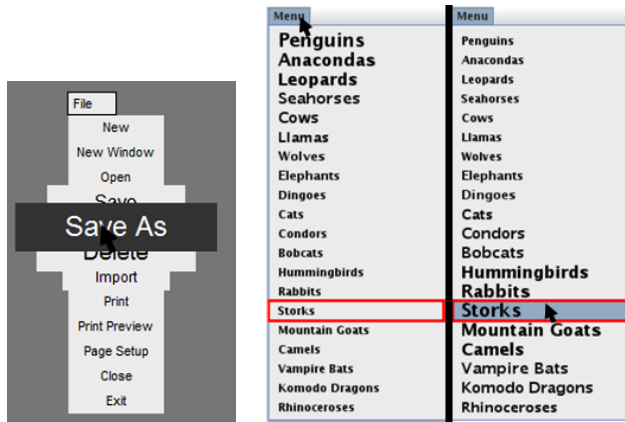 File
New
New Window
Open
Save
Save As
Delete
Import
Print
Print Preview
Page Setup
Close
Exit
Menu
Penguins
Anacondas
Leopards
Seahorses
Cows
Llamas
Wolves
Elephants
Dingoes
Cats
Condors
Bobcats
Hummingbirds
Rabbits
Storks
Mountain Goats
Camels
Vampire Bats
Komodo Dragons
Rhinoceroses
Menu
Penguins
Anacondas
Leopards
Seahorses
Cows
Llamas
Wolves
Elephants
Dingoes
Cats
Condors
Bobcats
Hummingbirds
Rabbits
Storks
Mountain Goats
Camels
Vampire Bats
Komodo Dragons
Rhinoceroses